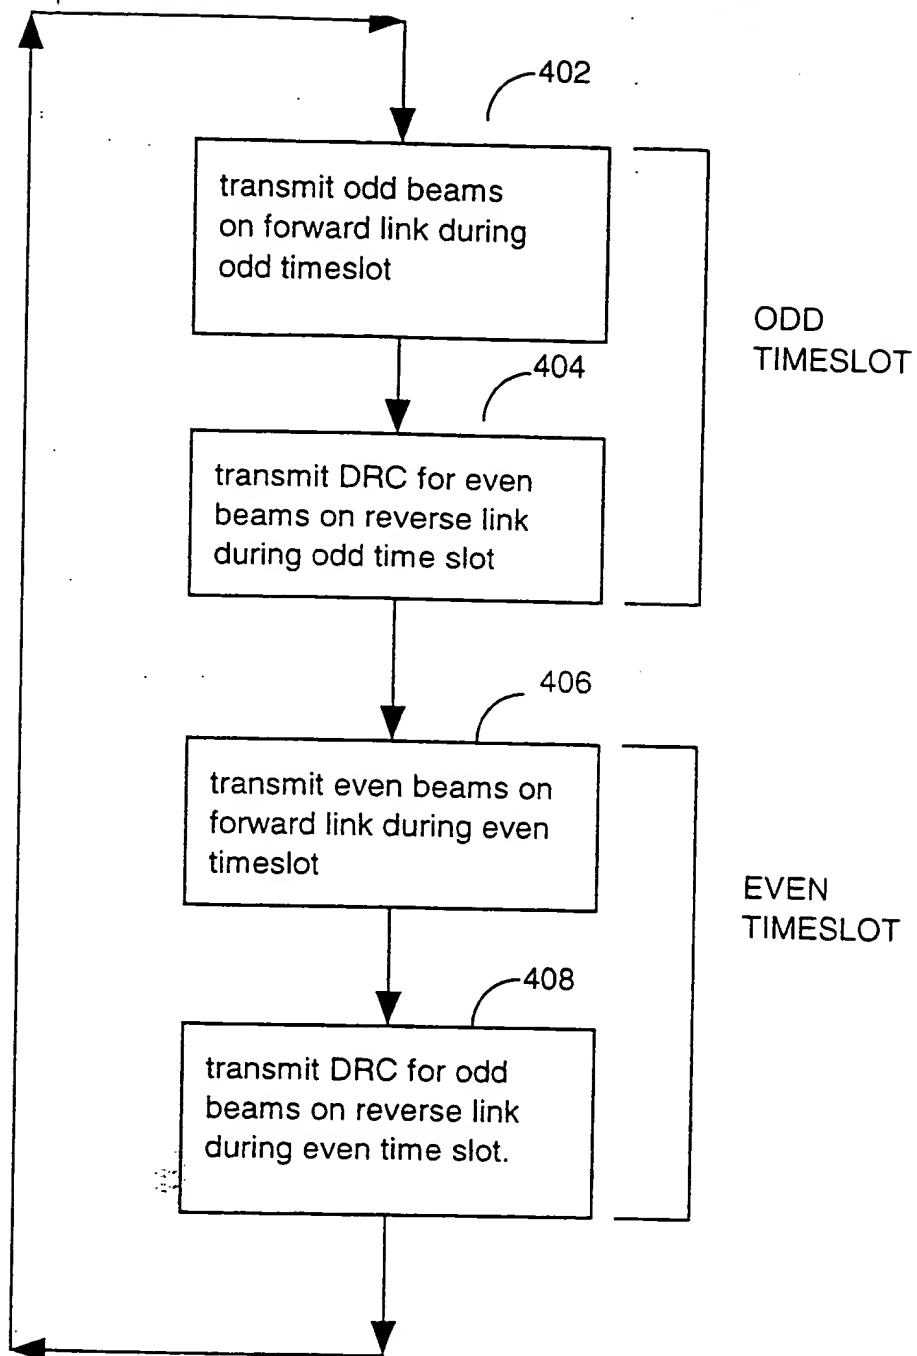 402
transmit odd beams
on forward link during
odd timeslot
ODD
TIMESLOT
404
transmit DRC for even
beams on reverse link
during odd time slot
406
transmit even beams on
forward link during even
timeslot
EVEN
TIMESLOT
408
transmit DRC for odd
beams on reverse link
during even time slot.